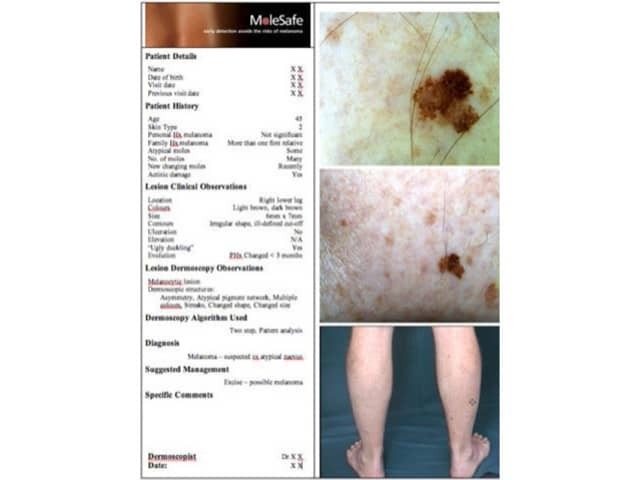 MoleSafe
early detection avoids the risks of melanoma
Patient Details
Name X X
Date of birth X X
Visit date X X
Previous visit date X X
Patient History
Age 45
Skin Type 2
Personal Hx melanoma Not significant
Family Hx melanoma More than one first relative
Atypical moles Some
No. of moles Many
New changing moles Recently
Actinic damage Yes
Lesion Clinical Observations
Location Right lower leg
Colours Light brown, dark brown
Size 6mm x 7mm
Contours Irregular shape, ill-defined cut-off
Ulceration No
Elevation N/A
"Ugly duckling" Yes
Evolution PHx Changed < 3 months
Lesion Dermoscopy Observations
Melanocytic lesion
Dermoscopic structures:
Asymmetry, Atypical pigment network, Multiple
colours, Streaks, Changed shape, Changed size
Dermoscopy Algorithm Used
Two step, Pattern analysis
Diagnosis
Melanoma – suspected vs atypical naevus
Suggested Management
Excise – possible melanoma
Specific Comments
Dermoscopist Dr X X
Date: X X